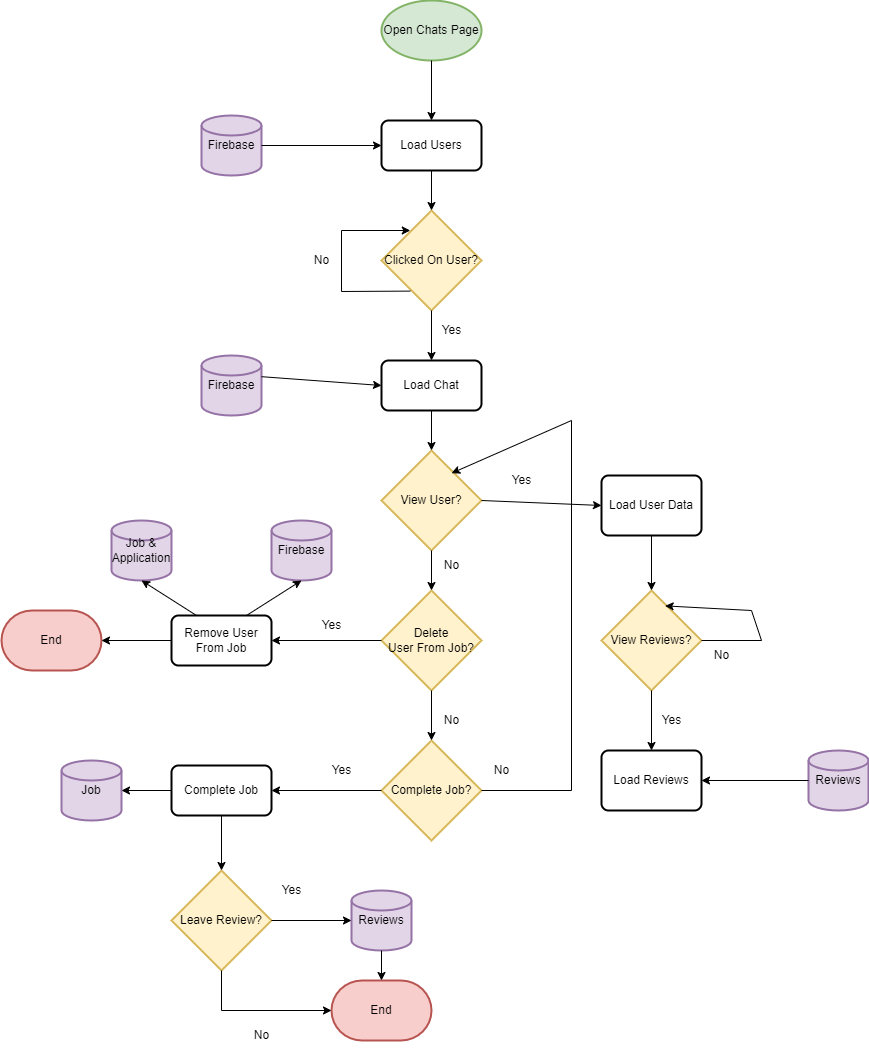 Open Chats Page
Firebase
Load Users
No
Clicked On User?
Yes
Firebase
Load Chat
View User?
Yes
Load User Data
Job &
Application
Firebase
No
End
Remove User
From Job
Yes
Delete
User From Job?
View Reviews?
No
No
Yes
Job
Complete Job
Yes
Complete Job?
No
Load Reviews
Reviews
Leave Review?
Yes
Reviews
End
No